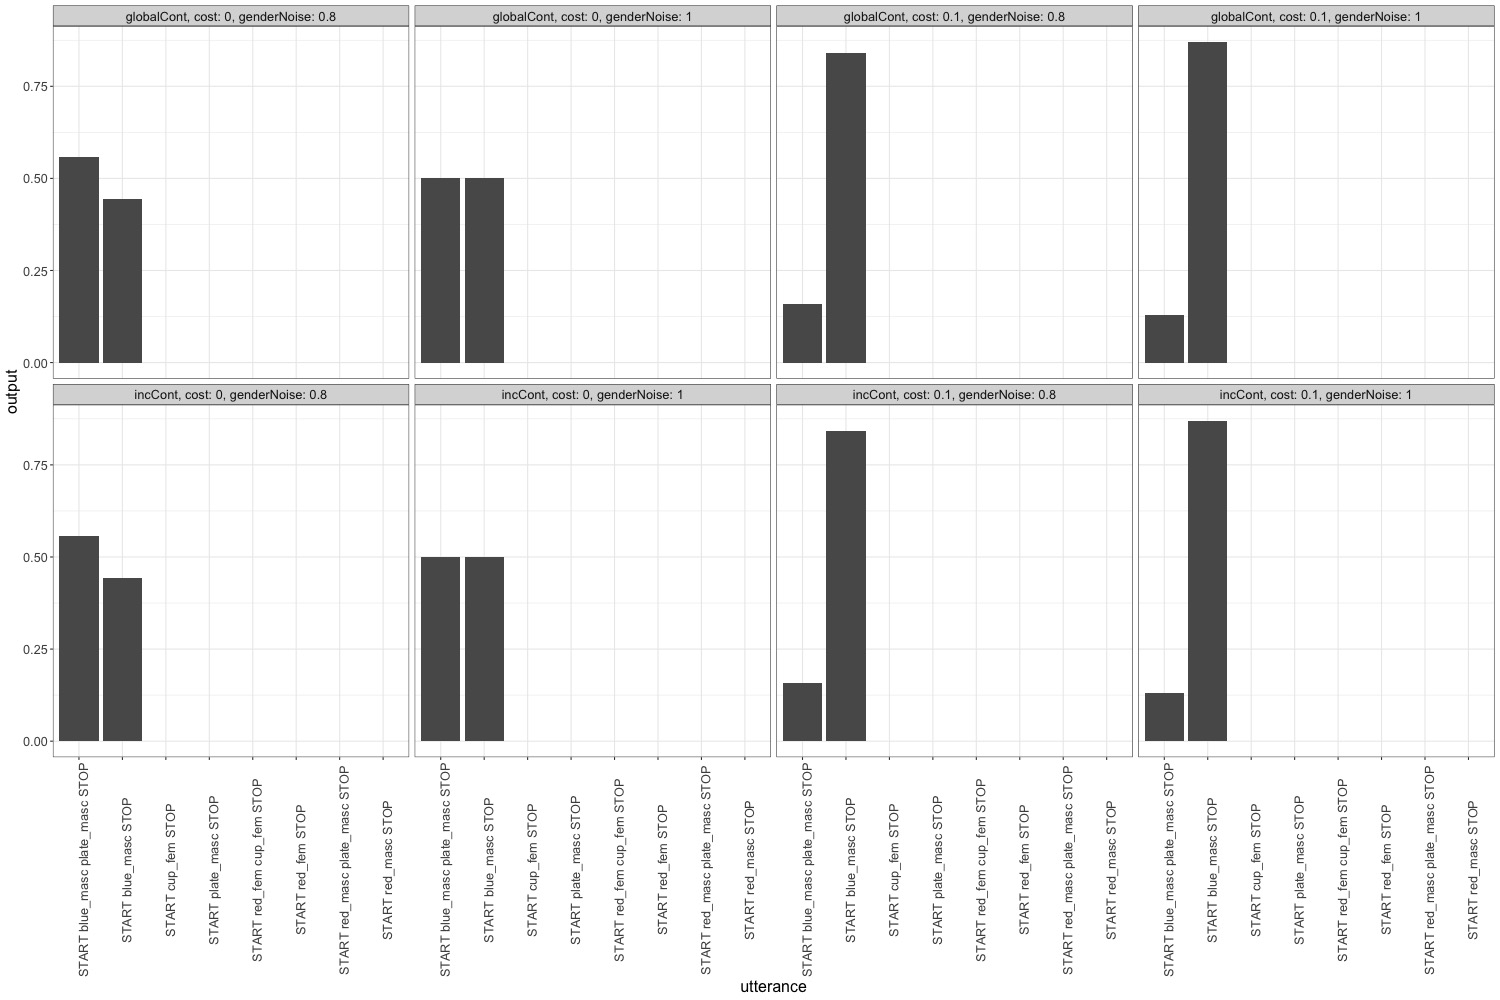 globalCont, cost: 0, genderNoise: 0.8
globalCont, cost: 0, genderNoise: 1
globalCont, cost: 0.1, genderNoise: 0.8
globalCont, cost: 0.1, genderNoise: 1
0.75
0.50
0.25
0.00
output
incCont, cost: 0, genderNoise: 0.8
incCont, cost: 0, genderNoise: 1
incCont, cost: 0.1, genderNoise: 0.8
incCont, cost: 0.1, genderNoise: 1
0.75
0.50
0.25
0.00
START blue_masc plate_masc STOP
START blue_masc STOP
START cup_fem STOP
START plate_masc STOP
START red_fem cup_fem STOP
START red_fem STOP
START red_masc plate_masc STOP
START red_masc STOP
START blue_masc plate_masc STOP
START blue_masc STOP
START cup_fem STOP
START plate_masc STOP
START red_fem cup_fem STOP
START red_fem STOP
START red_masc plate_masc STOP
START red_masc STOP
START blue_masc plate_masc STOP
START blue_masc STOP
START cup_fem STOP
START plate_masc STOP
START red_fem cup_fem STOP
START red_fem STOP
START red_masc plate_masc STOP
START red_masc STOP
START blue_masc plate_masc STOP
START blue_masc STOP
START cup_fem STOP
START plate_masc STOP
START red_fem cup_fem STOP
START red_fem STOP
START red_masc plate_masc STOP
START red_masc STOP
utterance